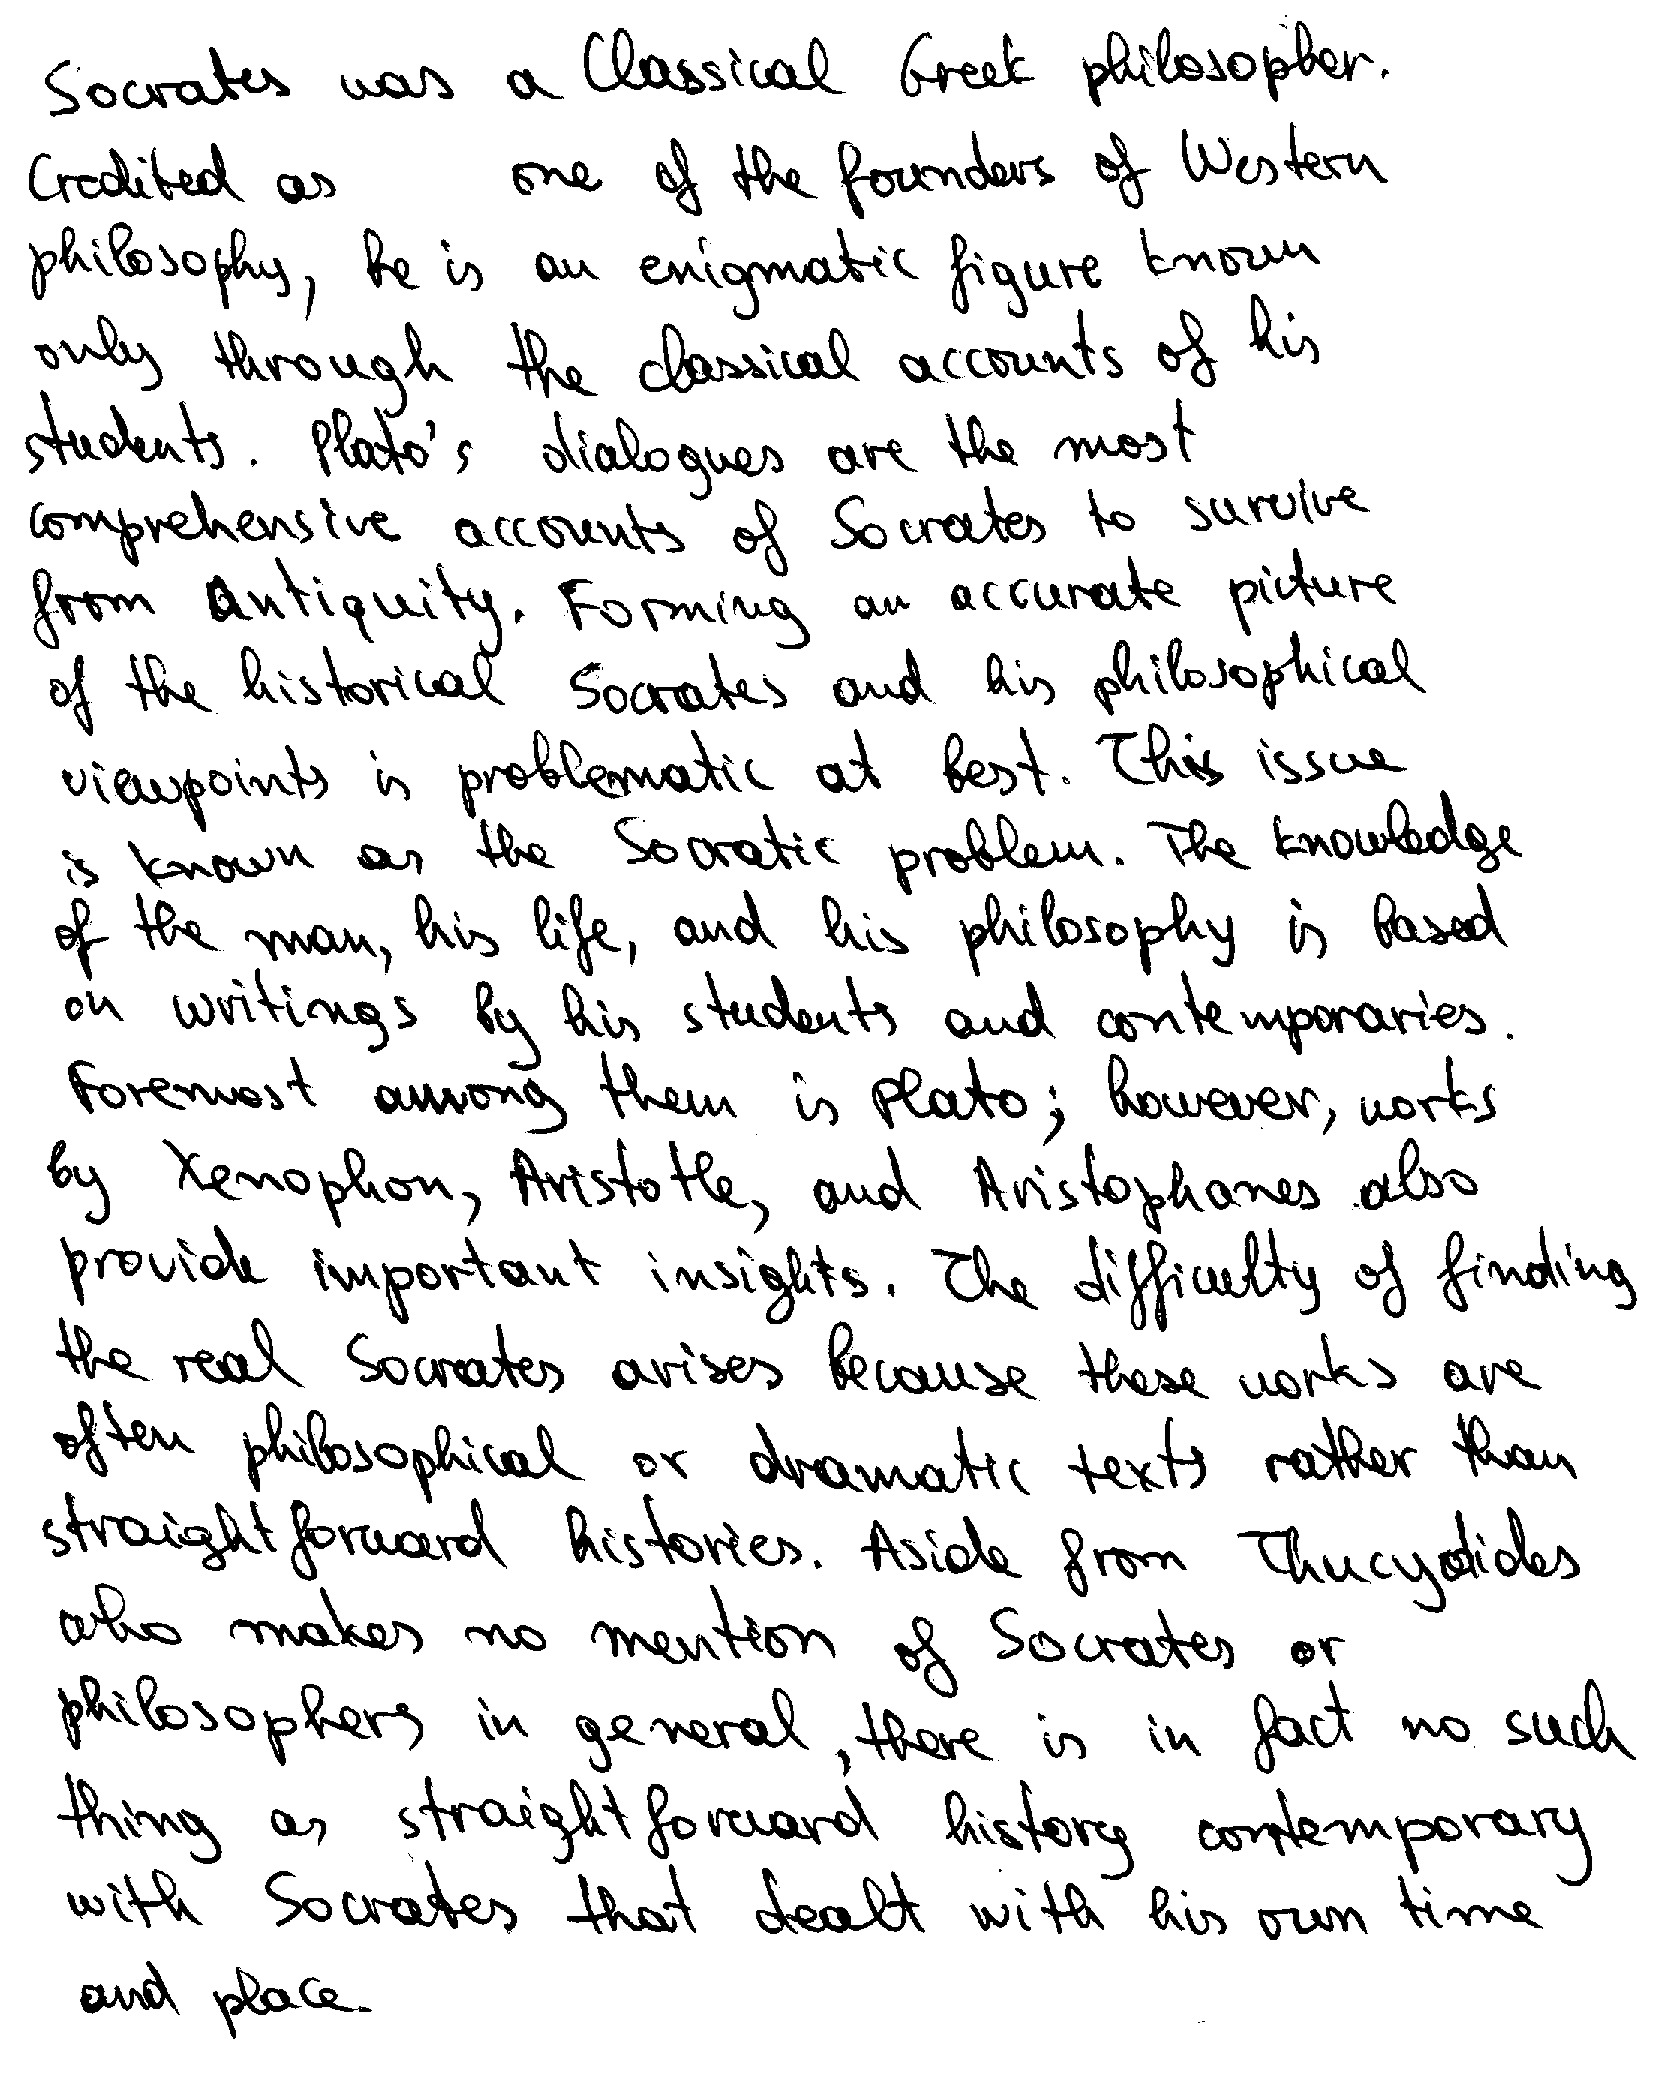 Socrates was a Classical Greek philosopher.
Credited as one of the founders of Western
philosophy, he is an enigmatic figure known
only through the classical accounts of his
students. Plato's dialogues are the most
comprehensive accounts of Socrates to survive
from antiquity. Forming an accurate picture
of the historical Socrates and his philosophical
viewpoints is problematic at best. This issue
is known as the Socratic problem. The knowledge
of the man, his life, and his philosophy is based
on writings by his students and contemporaries.
Foremost among them is Plato; however, works
by Xenophon, Aristotle, and Aristophanes also
provide important insights. The difficulty of finding
the real Socrates arises because these works are
often philosophical or dramatic texts rather than
straightforward histories. Aside from Thucydides
who makes no mention of Socrates or
philosophers in general, there is in fact no such
thing as straightforward history contemporary
with Socrates that dealt with his own time
and place.